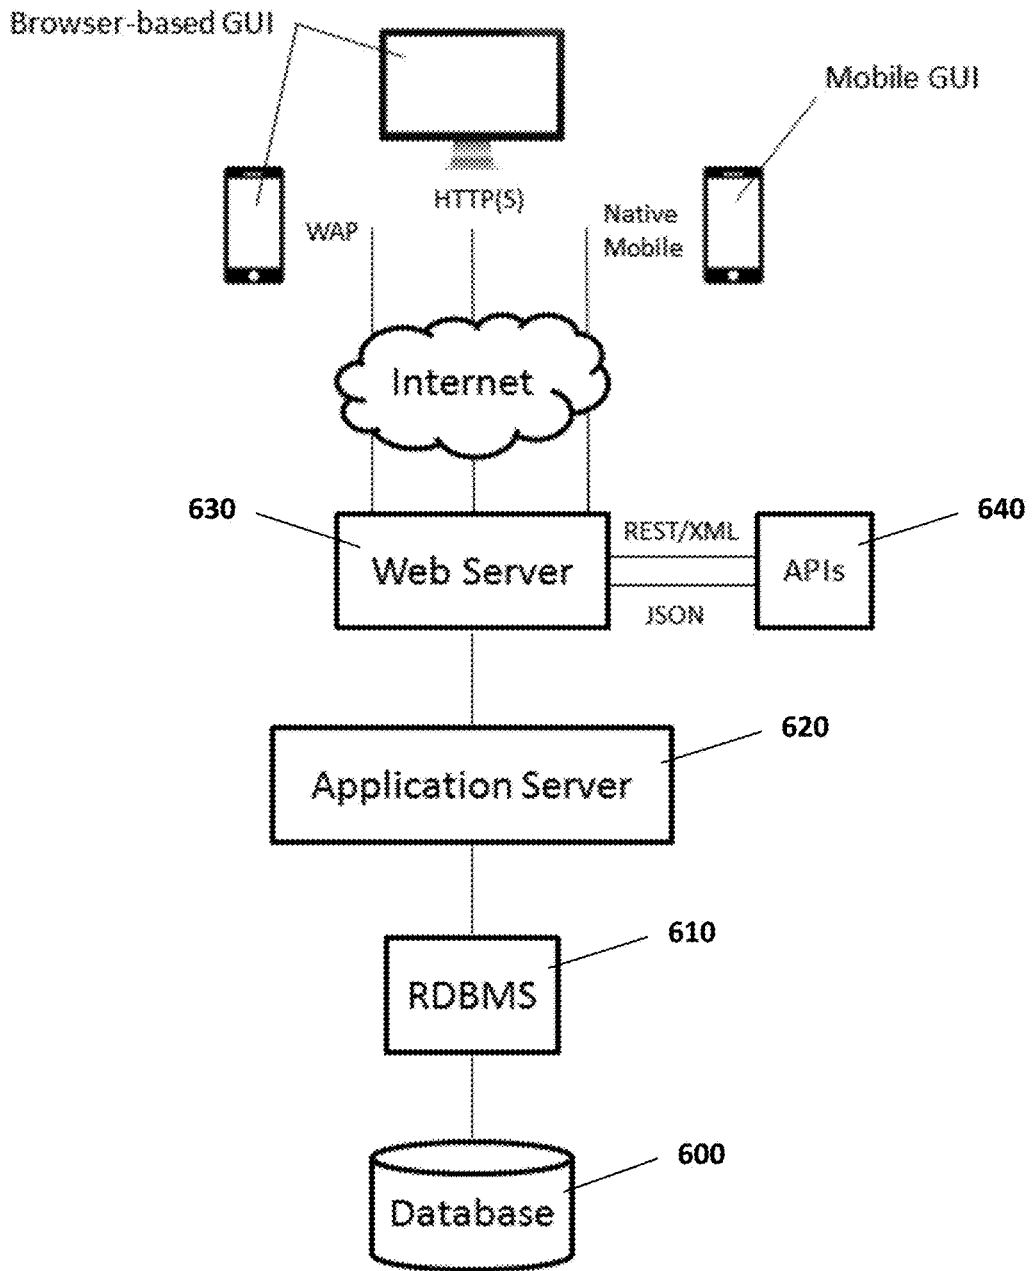 Browser-based GUI
Mobile GUI
HTTP(S)
WAP
Native
Mobile
Internet
630
640
REST/XML
Web Server
APIs
JSON
620
Application Server
610
RDBMS
600
Database